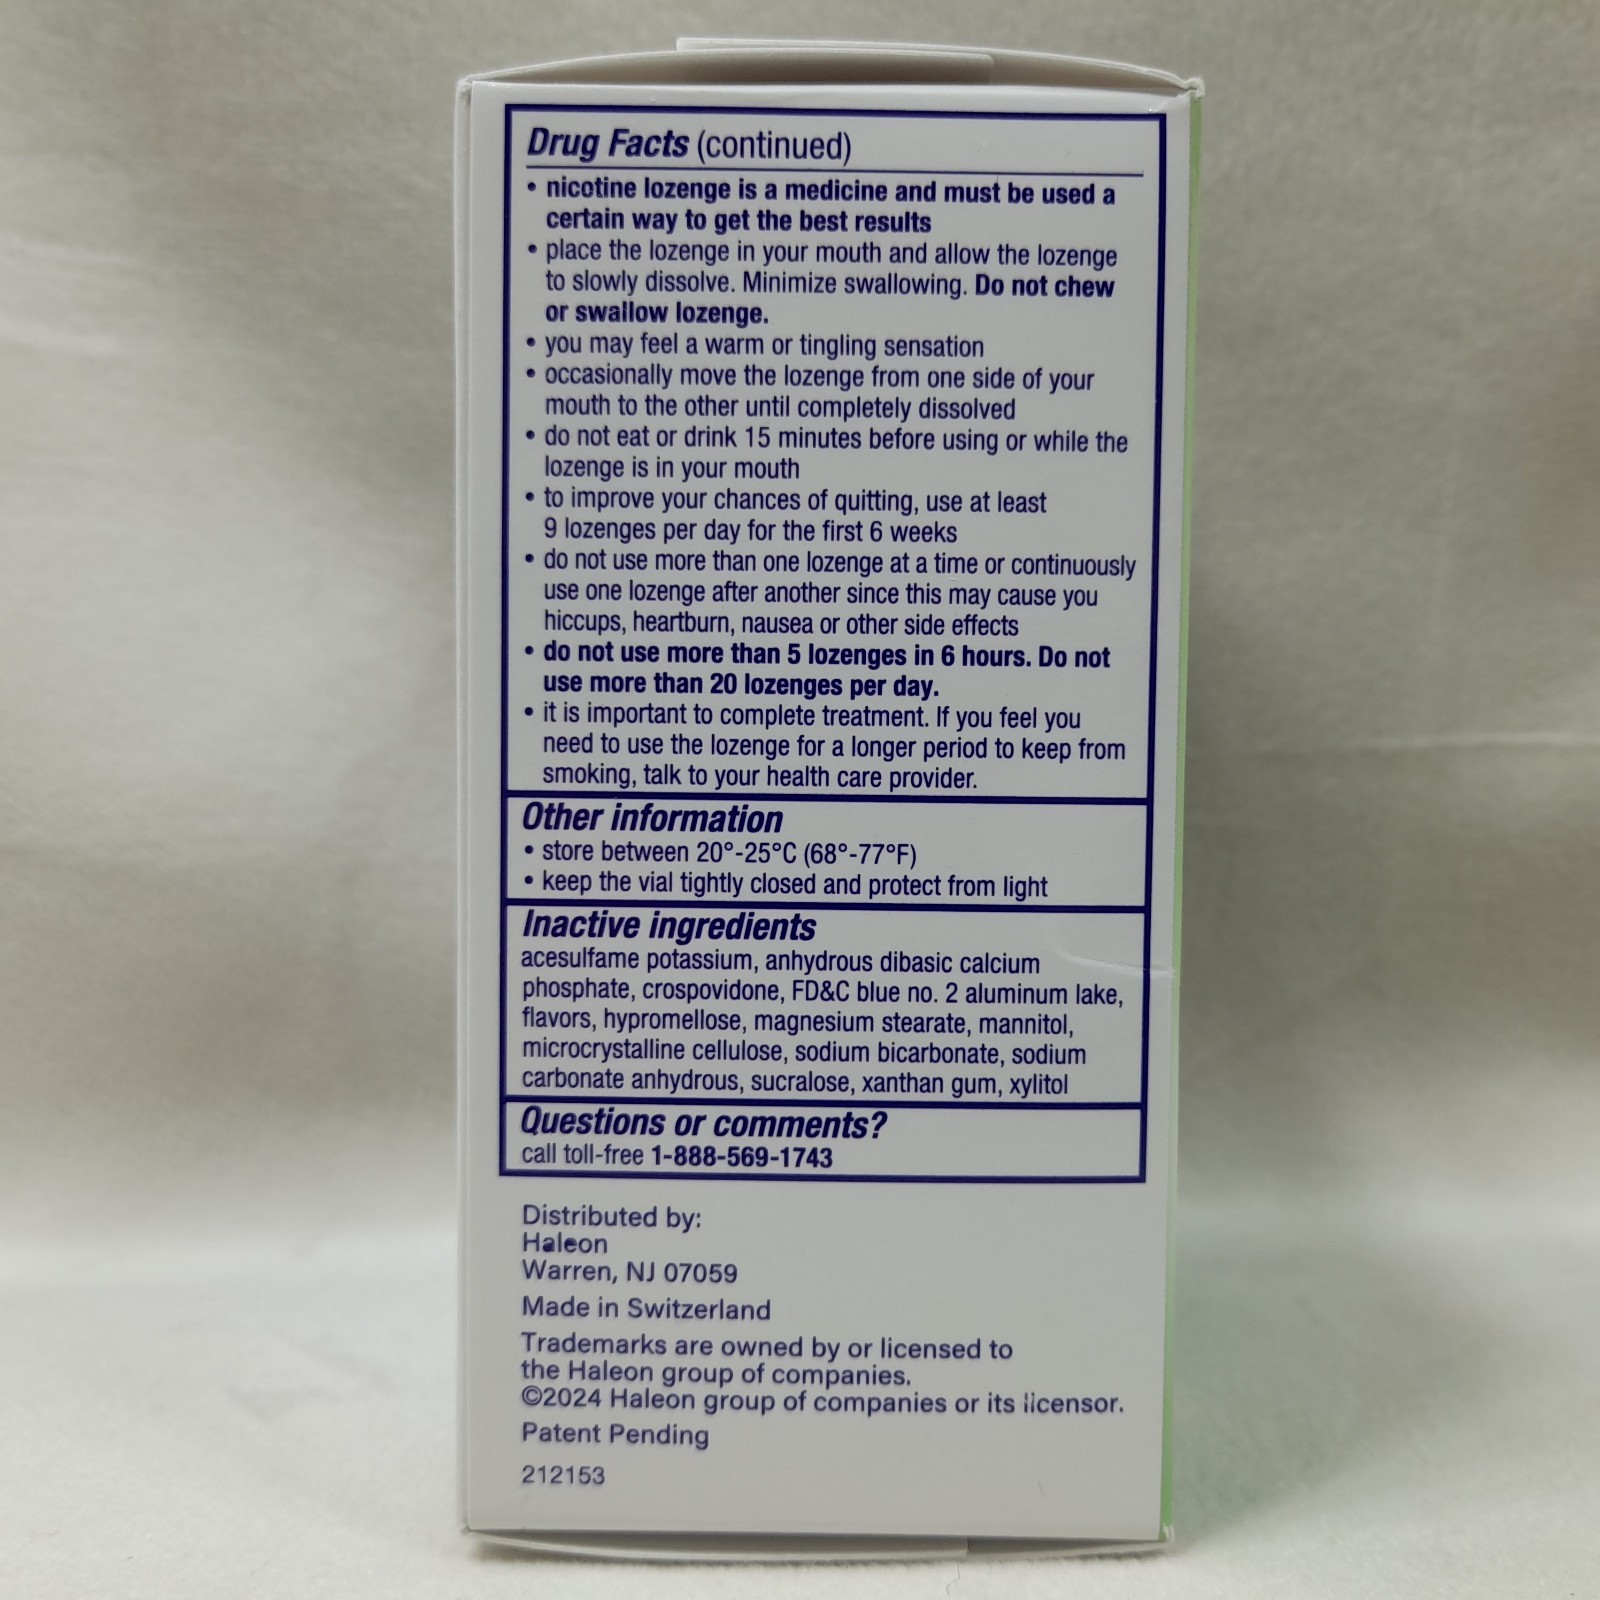 Drug Facts (continued)
• nicotine lozenge is a medicine and must be used a
certain way to get the best results
• place the lozenge in your mouth and allow the lozenge
to slowly dissolve. Minimize swallowing. Do not chew
or swallow lozenge.
• you may feel a warm or tingling sensation
• occasionally move the lozenge from one side of your
mouth to the other until completely dissolved
• do not eat or drink 15 minutes before using or while the
lozenge is in your mouth
• to improve your chances of quitting, use at least
9 lozenges per day for the first 6 weeks
• do not use more than one lozenge at a time or continuously
use one lozenge after another since this may cause you
hiccups, heartburn, nausea or other side effects
• do not use more than 5 lozenges in 6 hours. Do not
use more than 20 lozenges per day.
• it is important to complete treatment. If you feel you
need to use the lozenge for a longer period to keep from
smoking, talk to your health care provider.
Other information
• store between 20°-25°C (68°-77°F)
• keep the vial tightly closed and protect from light
Inactive ingredients
acesulfame potassium, anhydrous dibasic calcium
phosphate, crospovidone, FD&C blue no. 2 aluminum lake,
flavors, hypromellose, magnesium stearate, mannitol,
microcrystalline cellulose, sodium bicarbonate, sodium
carbonate anhydrous, sucralose, xanthan gum, xylitol
Questions or comments?
call toll-free 1-888-569-1743
Distributed by:
Haleon
Warren, NJ 07059
Made in Switzerland
Trademarks are owned by or licensed to
the Haleon group of companies.
©2024 Haleon group of companies or its licensor.
Patent Pending
212153